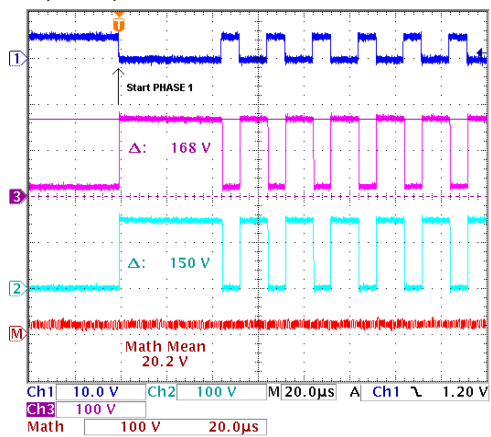 T
1
Start PHASE 1
Δ: 168 V
3
Δ: 150 V
2
M
Math Mean
20.2 V
Ch1 10.0 V Ch2 100 V M 20.0µs A Ch1 1.20 V
Ch3 100 V
Math 100 V 20.0µs